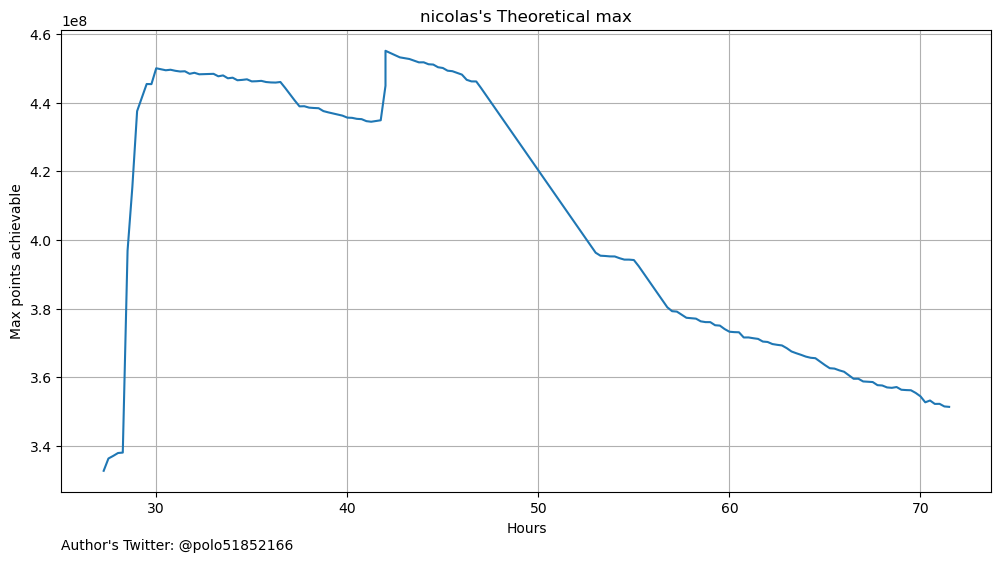 nicolas's Theoretical max
1e8
4.6
4.4
4.2
4.0
3.8
3.6
3.4
Max points achievable
30 40 50 60 70
Hours
Author's Twitter: @polo51852166